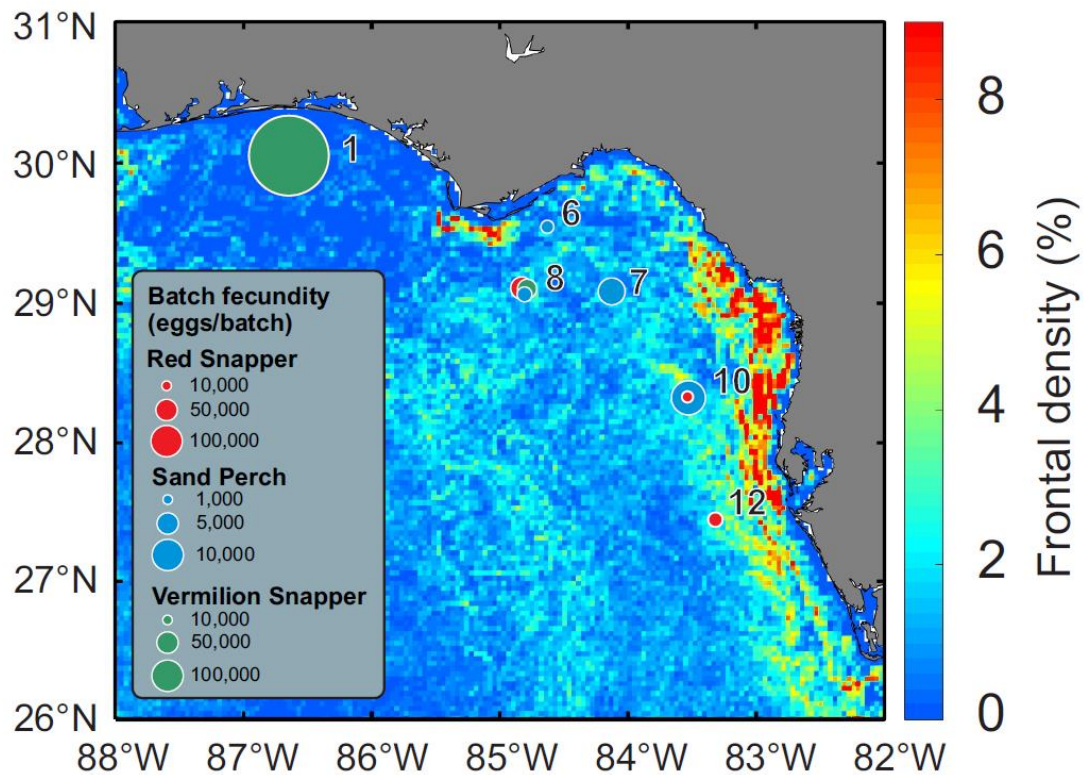 31°N
30°N
29°N
28°N
27°N
26°N
88°W 87°W 86°W 85°W 84°W 83°W 82°W
1
6
8
7
10
12
Batch fecundity
(eggs/batch)
Red Snapper
10,000
50,000
100,000
Sand Perch
1,000
5,000
10,000
Vermilion Snapper
10,000
50,000
100,000
8
6
4
2
0
Frontal density (%)